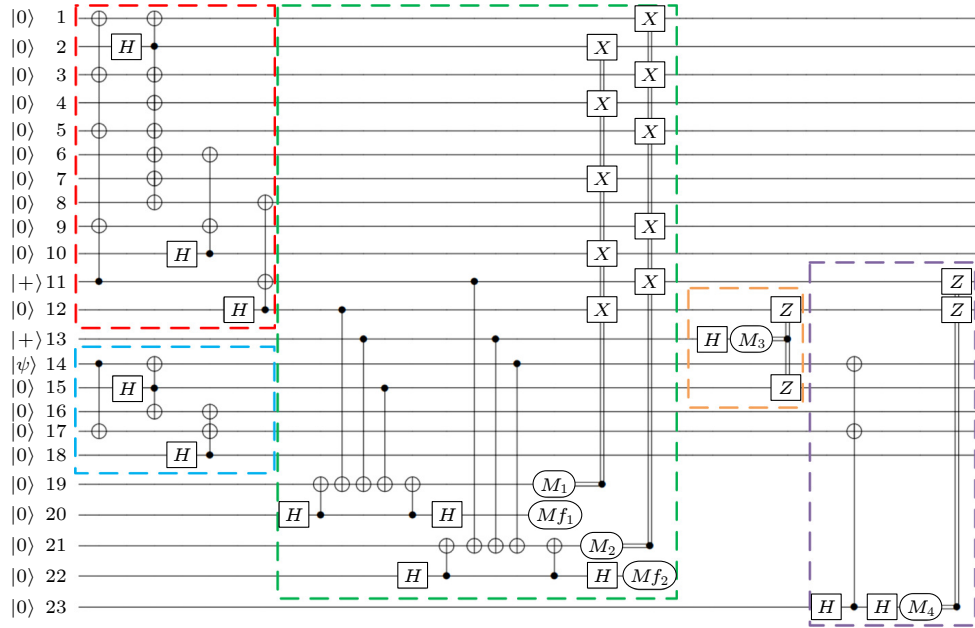 |0⟩ 1 X
|0⟩ 2 H X
|0⟩ 3 X
|0⟩ 4 X
|0⟩ 5 X
|0⟩ 6
|0⟩ 7 X
|0⟩ 8
|0⟩ 9 X
|0⟩ 10 H X
|+⟩ 11 X Z
|0⟩ 12 H X Z Z
|+⟩ 13 H M₃
|ψ⟩ 14
|0⟩ 15 H Z
|0⟩ 16
|0⟩ 17
|0⟩ 18 H
|0⟩ 19 M₁
|0⟩ 20 H H Mf₁
|0⟩ 21 M₂
|0⟩ 22 H H Mf₂
|0⟩ 23 H H M₄